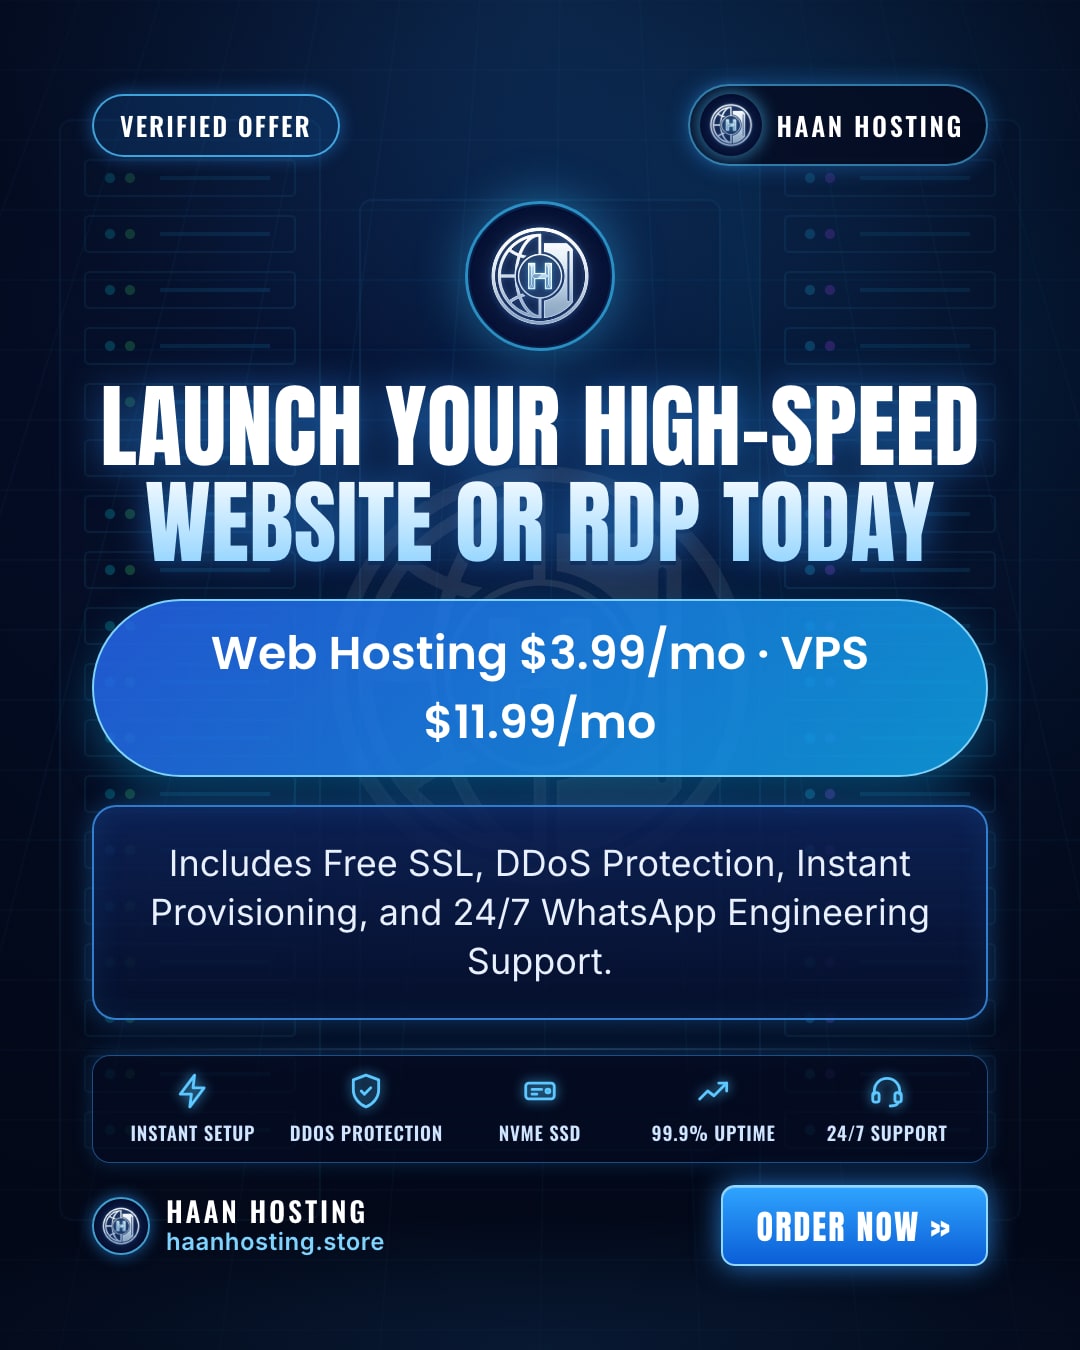 VERIFIED OFFER
H HAAN HOSTING
H
LAUNCH YOUR HIGH-SPEED
WEBSITE OR RDP TODAY
Web Hosting $3.99/mo · VPS
$11.99/mo
Includes Free SSL, DDoS Protection, Instant
Provisioning, and 24/7 WhatsApp Engineering
Support.
INSTANT SETUP DDOS PROTECTION NVME SSD 99.9% UPTIME 24/7 SUPPORT
H HAAN HOSTING
haanhosting.store
ORDER NOW »